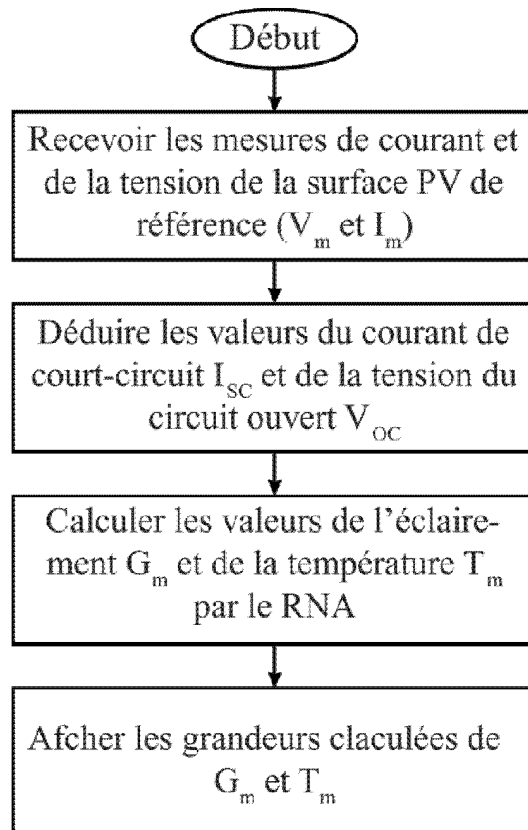 Début
Recevoir les mesures de courant et
de la tension de la surface PV de
référence (V_m et I_m)
Déduire les valeurs du courant de
court-circuit I_SC et de la tension du
circuit ouvert V_OC
Calculer les valeurs de l'éclaire-
ment G_m et de la température T_m
par le RNA
Afcher les grandeurs claculées de
G_m et T_m